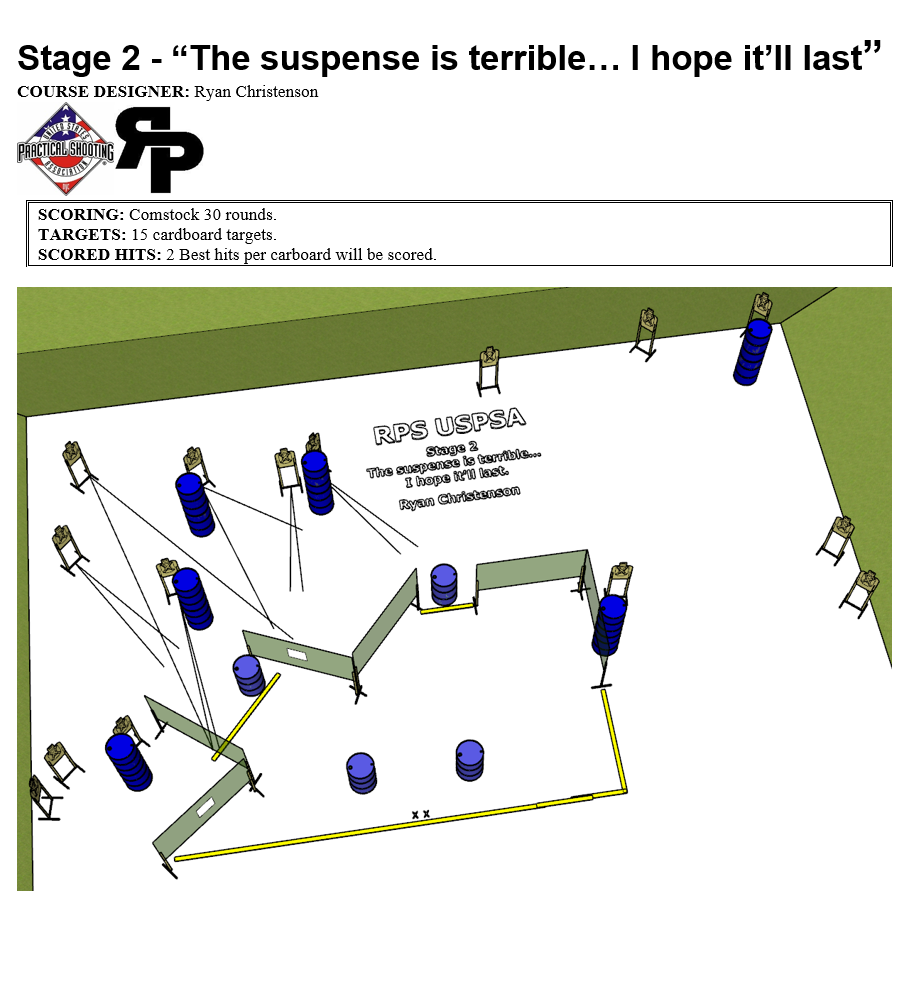 Stage 2 - “The suspense is terrible… I hope it’ll last”
COURSE DESIGNER: Ryan Christenson
UNITED STATES
PRACTICAL SHOOTING
ASSOCIATION
RP
SCORING: Comstock 30 rounds.
TARGETS: 15 cardboard targets.
SCORED HITS: 2 Best hits per carboard will be scored.
RPS USPSA
Stage 2
The suspense is terrible...
I hope it'll last.
Ryan Christenson
X X